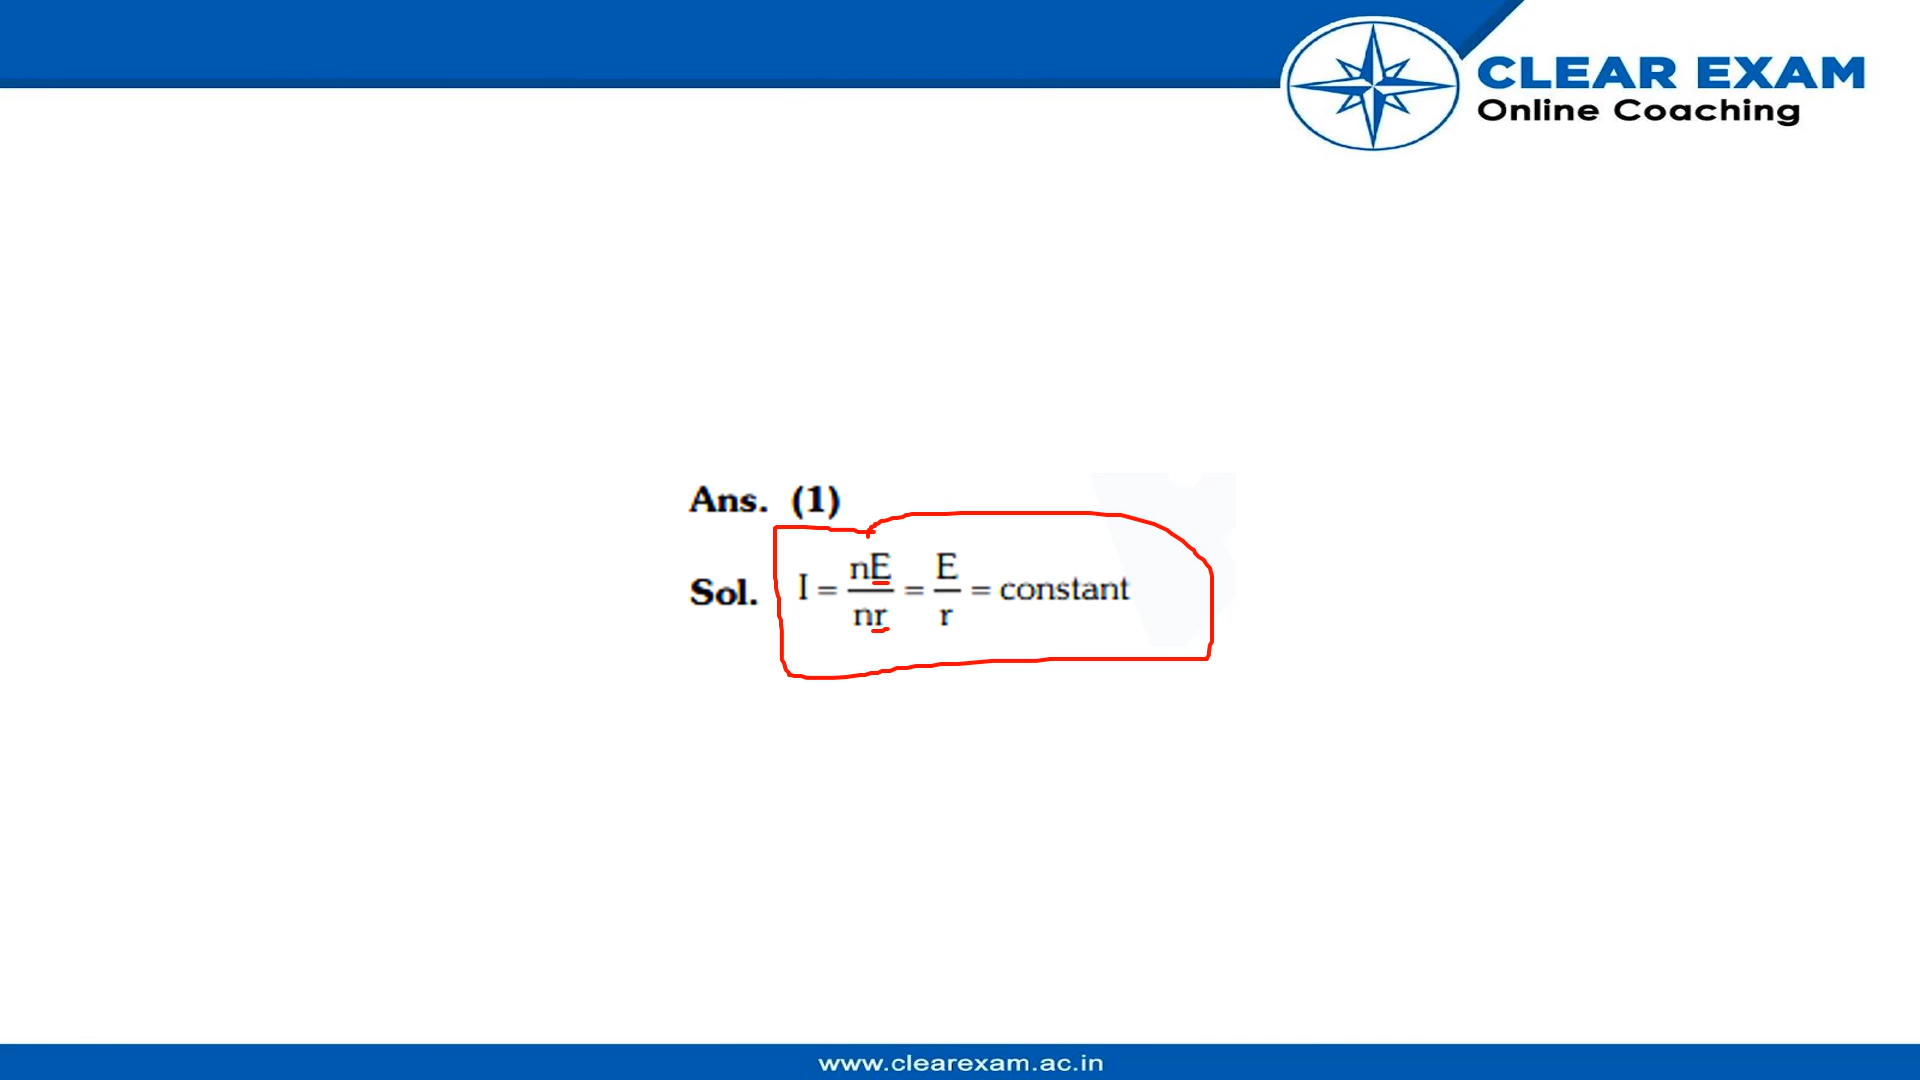 CLEAR EXAM
Online Coaching
Ans. (1)
Sol. I = nE/nr = E/r = constant
www.clearexam.ac.in